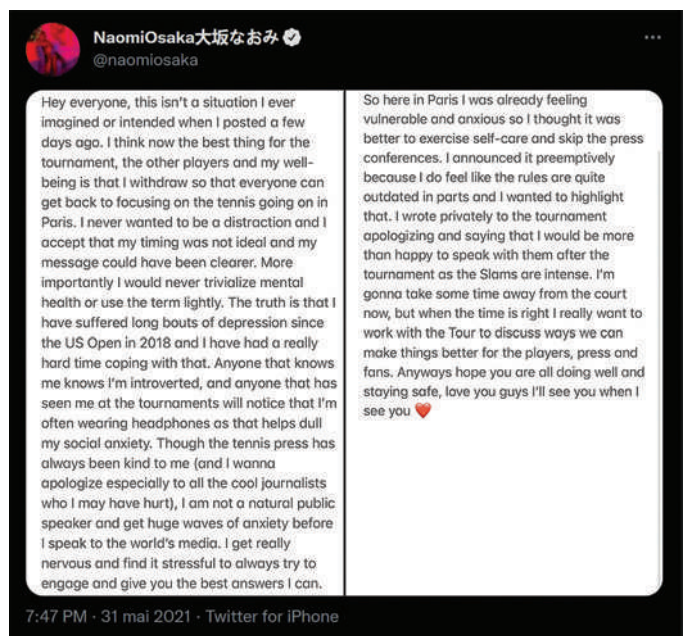 NaomiOsaka大坂なおみ
@naomiosaka
Hey everyone, this isn't a situation I ever
imagined or intended when I posted a few
days ago. I think now the best thing for the
tournament, the other players and my well-
being is that I withdraw so that everyone can
get back to focusing on the tennis going on in
Paris. I never wanted to be a distraction and I
accept that my timing was not ideal and my
message could have been clearer. More
importantly I would never trivialize mental
health or use the term lightly. The truth is that I
have suffered long bouts of depression since
the US Open in 2018 and I have had a really
hard time coping with that. Anyone that knows
me knows I'm introverted, and anyone that has
seen me at the tournaments will notice that I'm
often wearing headphones as that helps dull
my social anxiety. Though the tennis press has
always been kind to me (and I wanna
apologize especially to all the cool journalists
who I may have hurt), I am not a natural public
speaker and get huge waves of anxiety before
I speak to the world's media. I get really
nervous and find it stressful to always try to
engage and give you the best answers I can.
So here in Paris I was already feeling
vulnerable and anxious so I thought it was
better to exercise self-care and skip the press
conferences. I announced it preemptively
because I do feel like the rules are quite
outdated in parts and I wanted to highlight
that. I wrote privately to the tournament
apologizing and saying that I would be more
than happy to speak with them after the
tournament as the Slams are intense. I'm
gonna take some time away from the court
now, but when the time is right I really want to
work with the Tour to discuss ways we can
make things better for the players, press and
fans. Anyways hope you are all doing well and
staying safe, love you guys I'll see you when I
see you ❤️
7:47 PM · 31 mai 2021 · Twitter for iPhone